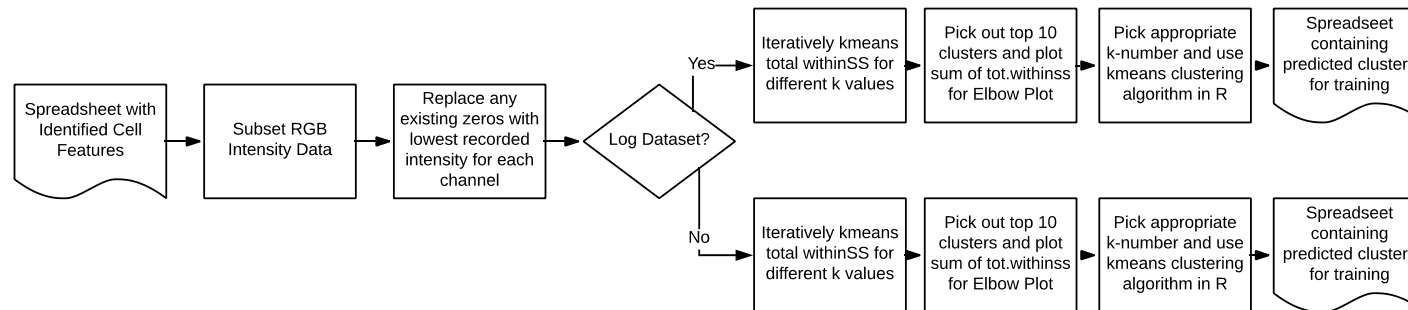 Spreadsheet with
Identified Cell
Features
Subset RGB
Intensity Data
Replace any
existing zeros with
lowest recorded
intensity for each
channel
Log Dataset?
Yes
Iteratively kmeans
total withinSS for
different k values
Pick out top 10
clusters and plot
sum of tot.withinss
for Elbow Plot
Pick appropriate
k-number and use
kmeans clustering
algorithm in R
Spreadseet
containing
predicted cluster
for training
No
Iteratively kmeans
total withinSS for
different k values
Pick out top 10
clusters and plot
sum of tot.withinss
for Elbow Plot
Pick appropriate
k-number and use
kmeans clustering
algorithm in R
Spreadseet
containing
predicted cluster
for training